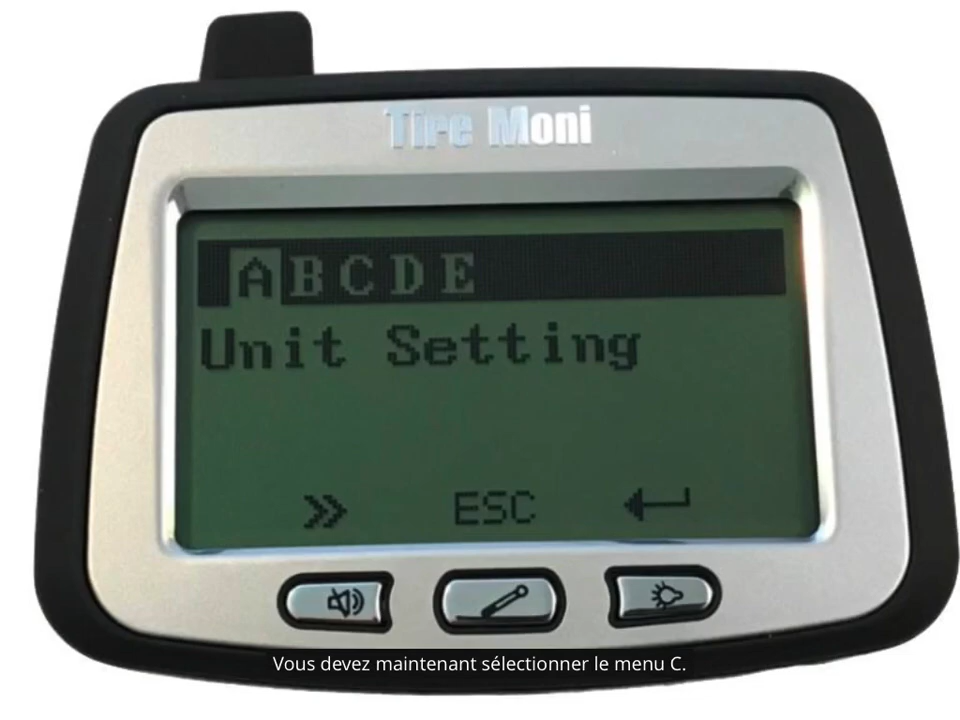 Tire Moni
ABCDE
Unit Setting
ESC
Vous devez maintenant sélectionner le menu C.